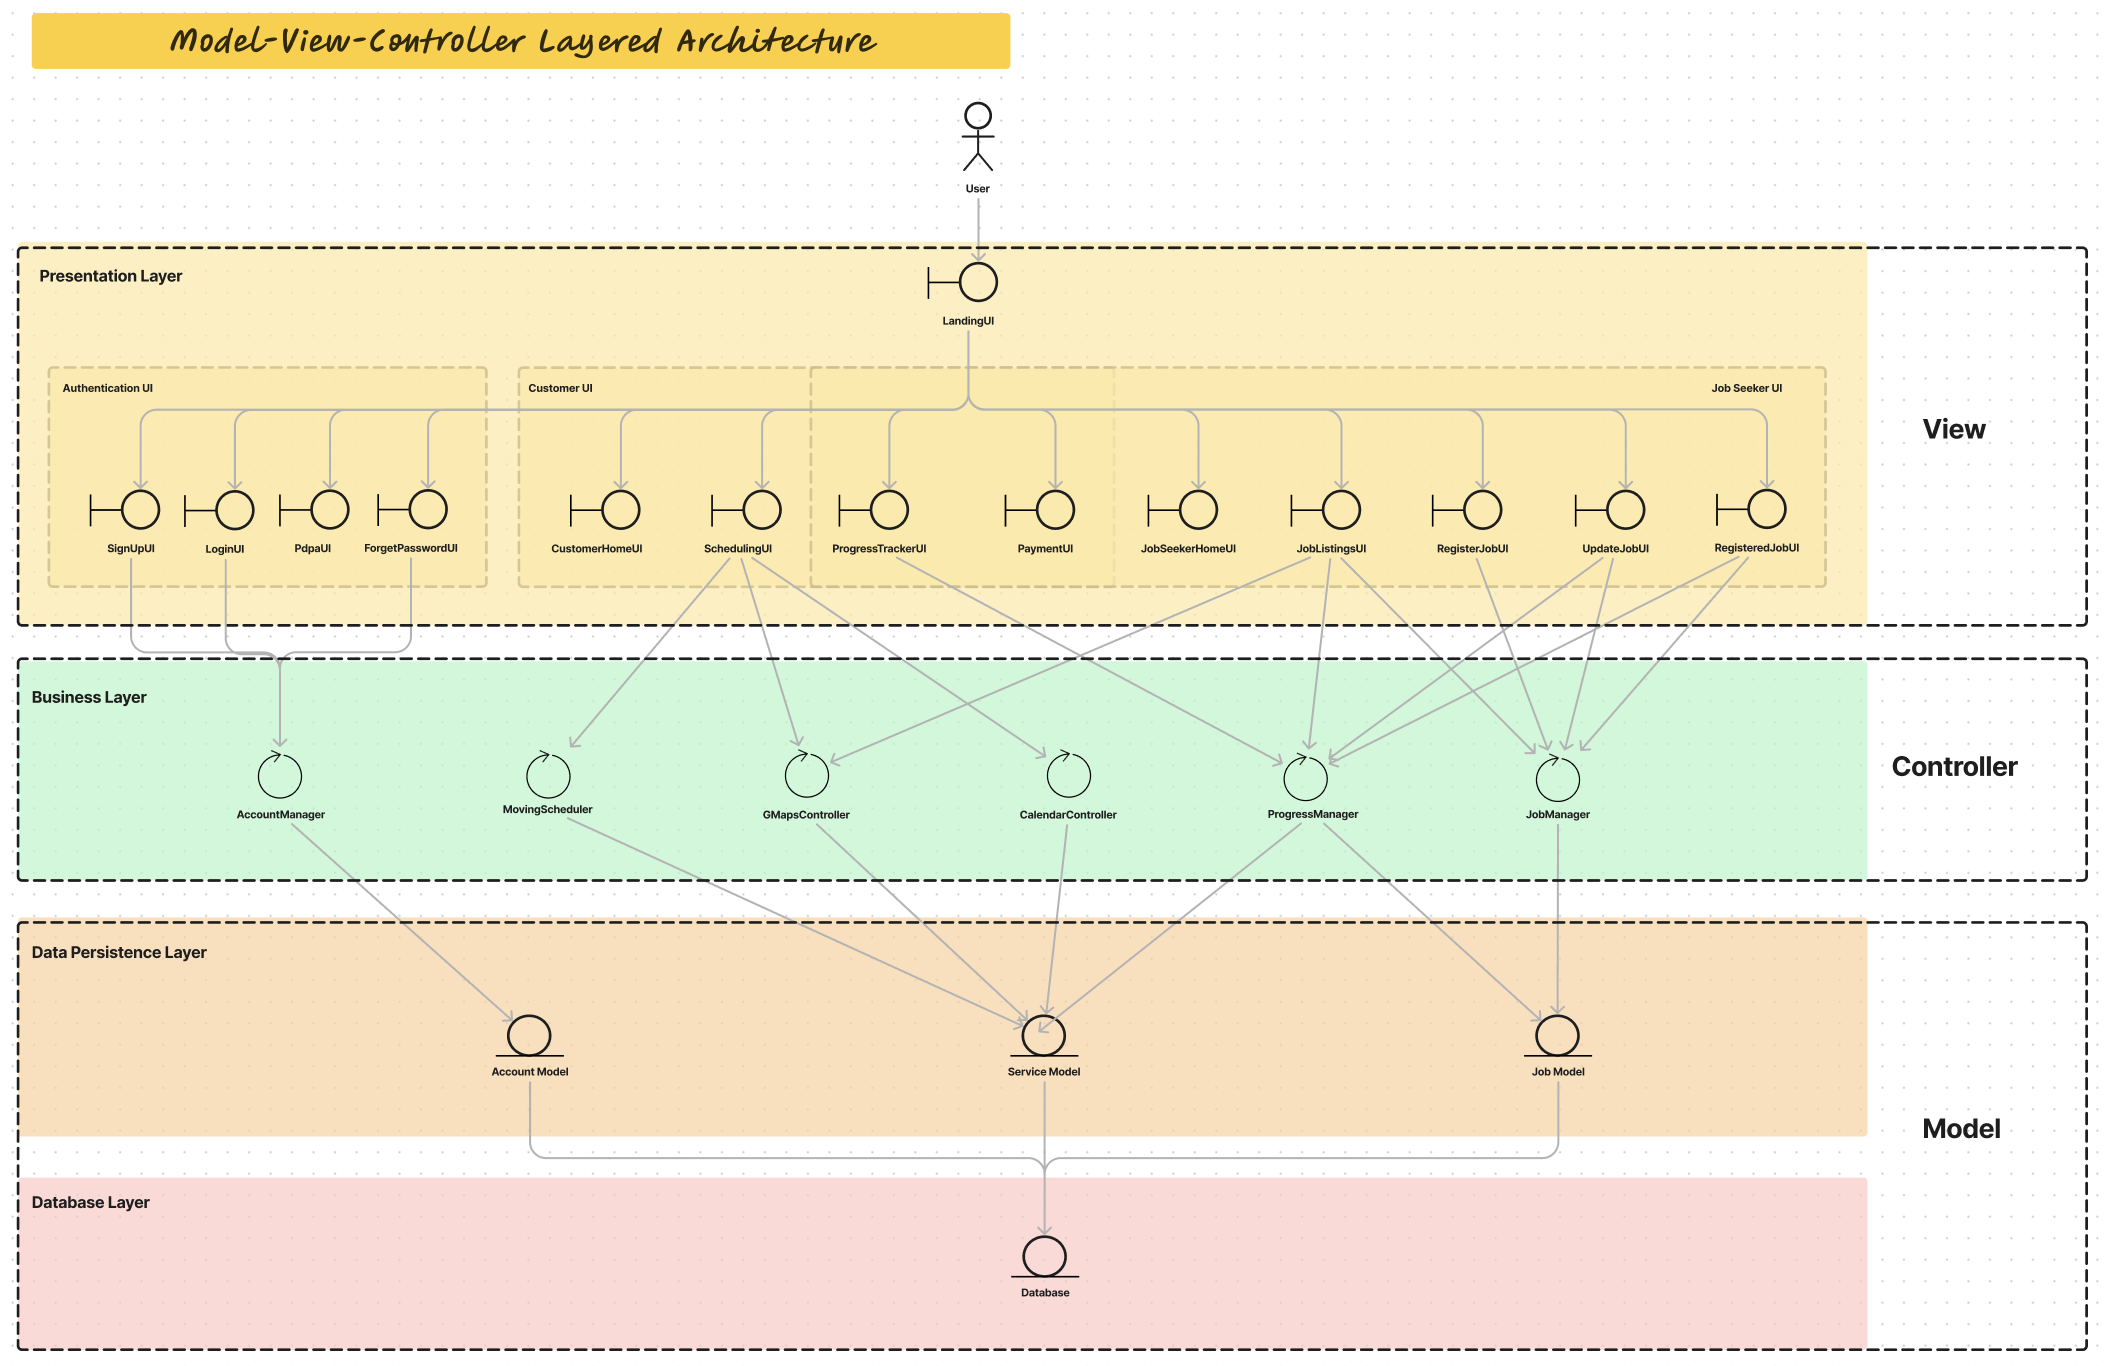 Model-View-Controller Layered Architecture
User
Presentation Layer
LandingUI
Authentication UI
Customer UI
Job Seeker UI
View
SignUpUI
LoginUI
PdpaUI
ForgetPasswordUI
CustomerHomeUI
SchedulingUI
ProgressTrackerUI
PaymentUI
JobSeekerHomeUI
JobListingsUI
RegisterJobUI
UpdateJobUI
RegisteredJobUI
Business Layer
Controller
AccountManager
MovingScheduler
GMapsController
CalendarController
ProgressManager
JobManager
Data Persistence Layer
Account Model
Service Model
Job Model
Model
Database Layer
Database